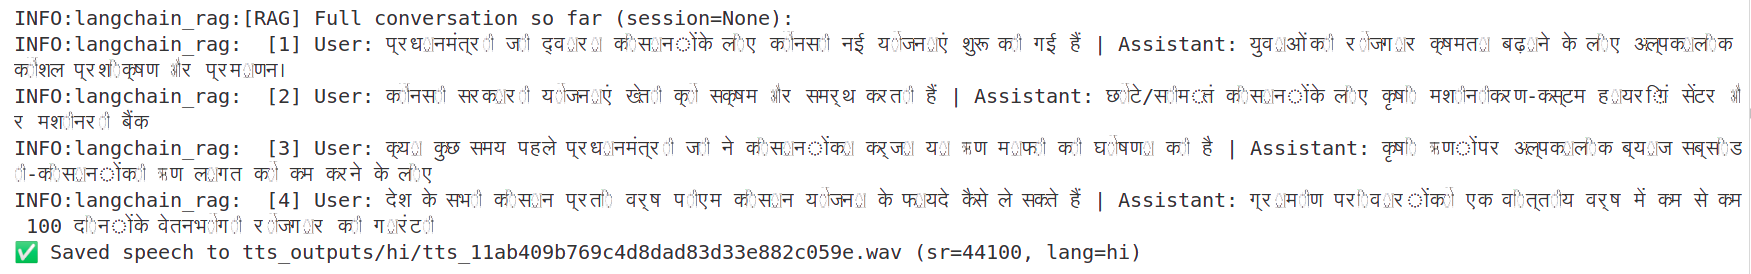 INFO:langchain_rag:[RAG] Full conversation so far (session=None):
INFO:langchain_rag:  [1] User: प्रधानमंत्री जी द्वारा किसानों के लिए कौनसी नई योजनाएं शुरू की गई हैं | Assistant: युवाओं की रोजगार क्षमता बढ़ाने के लिए अल्पकालिक
कौशल प्रशिक्षण और प्रमाणन।
INFO:langchain_rag:  [2] User: कौनसी सरकारी योजनाएं खेती को सक्षम और समर्थ करती हैं | Assistant: छोटे/सीमांत किसानों के लिए कृषि मशीनीकरण-कस्टम हायरिंग सेंटर औ
र मशीनरी बैंक
INFO:langchain_rag:  [3] User: क्या कुछ समय पहले प्रधानमंत्री जी ने किसानों का कर्जा या ऋण माफी की घोषणा की है | Assistant: कृषि ऋणों पर अल्पकालिक ब्याज सब्सिड
ी-किसानों की ऋण लागत को कम करने के लिए
INFO:langchain_rag:  [4] User: देश के सभी किसान प्रति वर्ष पीएम किसान योजना के फायदे कैसे ले सकते हैं | Assistant: ग्रामीण परिवारों को एक वित्तीय वर्ष में कम से कम
 100 दिनों के वेतनभोगी रोजगार की गारंटी
✅ Saved speech to tts_outputs/hi/tts_11ab409b769c4d8dad83d33e882c059e.wav (sr=44100, lang=hi)